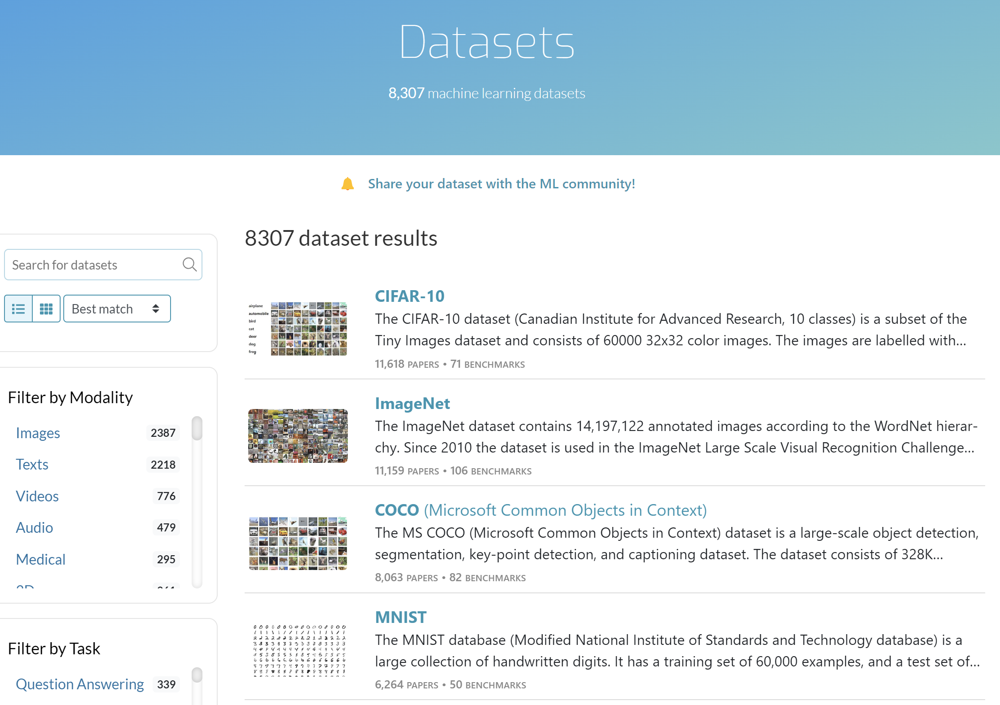 Datasets
8,307 machine learning datasets
Share your dataset with the ML community!
Search for datasets
Best match
Filter by Modality
Images 2387
Texts 2218
Videos 776
Audio 479
Medical 295
Filter by Task
Question Answering 339
8307 dataset results
airplane
automobile
bird
cat
deer
dog
frog
CIFAR-10
The CIFAR-10 dataset (Canadian Institute for Advanced Research, 10 classes) is a subset of the
Tiny Images dataset and consists of 60000 32x32 color images. The images are labelled with...
11,618 PAPERS • 71 BENCHMARKS
ImageNet
The ImageNet dataset contains 14,197,122 annotated images according to the WordNet hierar-
chy. Since 2010 the dataset is used in the ImageNet Large Scale Visual Recognition Challenge...
11,159 PAPERS • 106 BENCHMARKS
COCO (Microsoft Common Objects in Context)
The MS COCO (Microsoft Common Objects in Context) dataset is a large-scale object detection,
segmentation, key-point detection, and captioning dataset. The dataset consists of 328K...
8,063 PAPERS • 82 BENCHMARKS
MNIST
The MNIST database (Modified National Institute of Standards and Technology database) is a
large collection of handwritten digits. It has a training set of 60,000 examples, and a test set of...
6,264 PAPERS • 50 BENCHMARKS